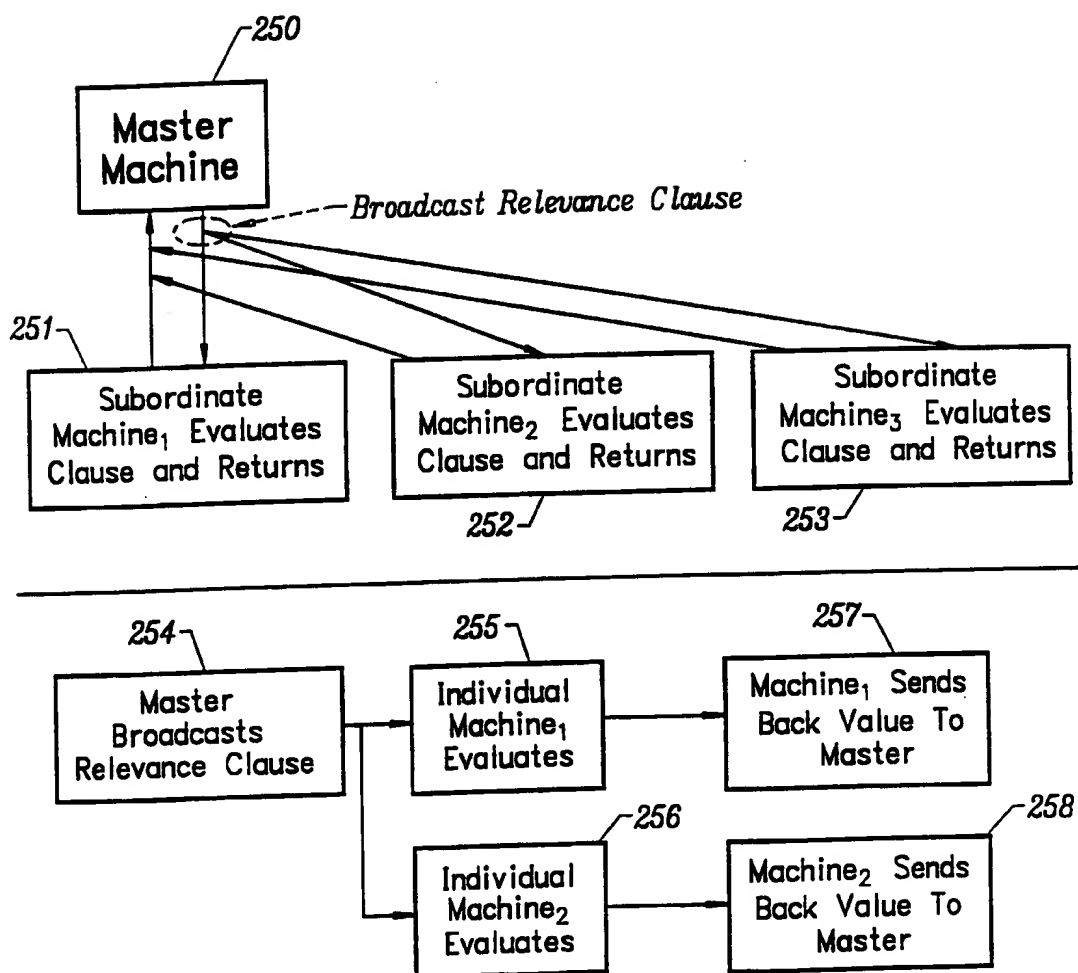 250
Master
Machine
Broadcast Relevance Clause
251
Subordinate
Machine₁ Evaluates
Clause and Returns
Subordinate
Machine₂ Evaluates
Clause and Returns
252
Subordinate
Machine₃ Evaluates
Clause and Returns
253
254
Master
Broadcasts
Relevance Clause
255
Individual
Machine₁
Evaluates
257
Machine₁ Sends
Back Value To
Master
256
Individual
Machine₂
Evaluates
258
Machine₂ Sends
Back Value To
Master